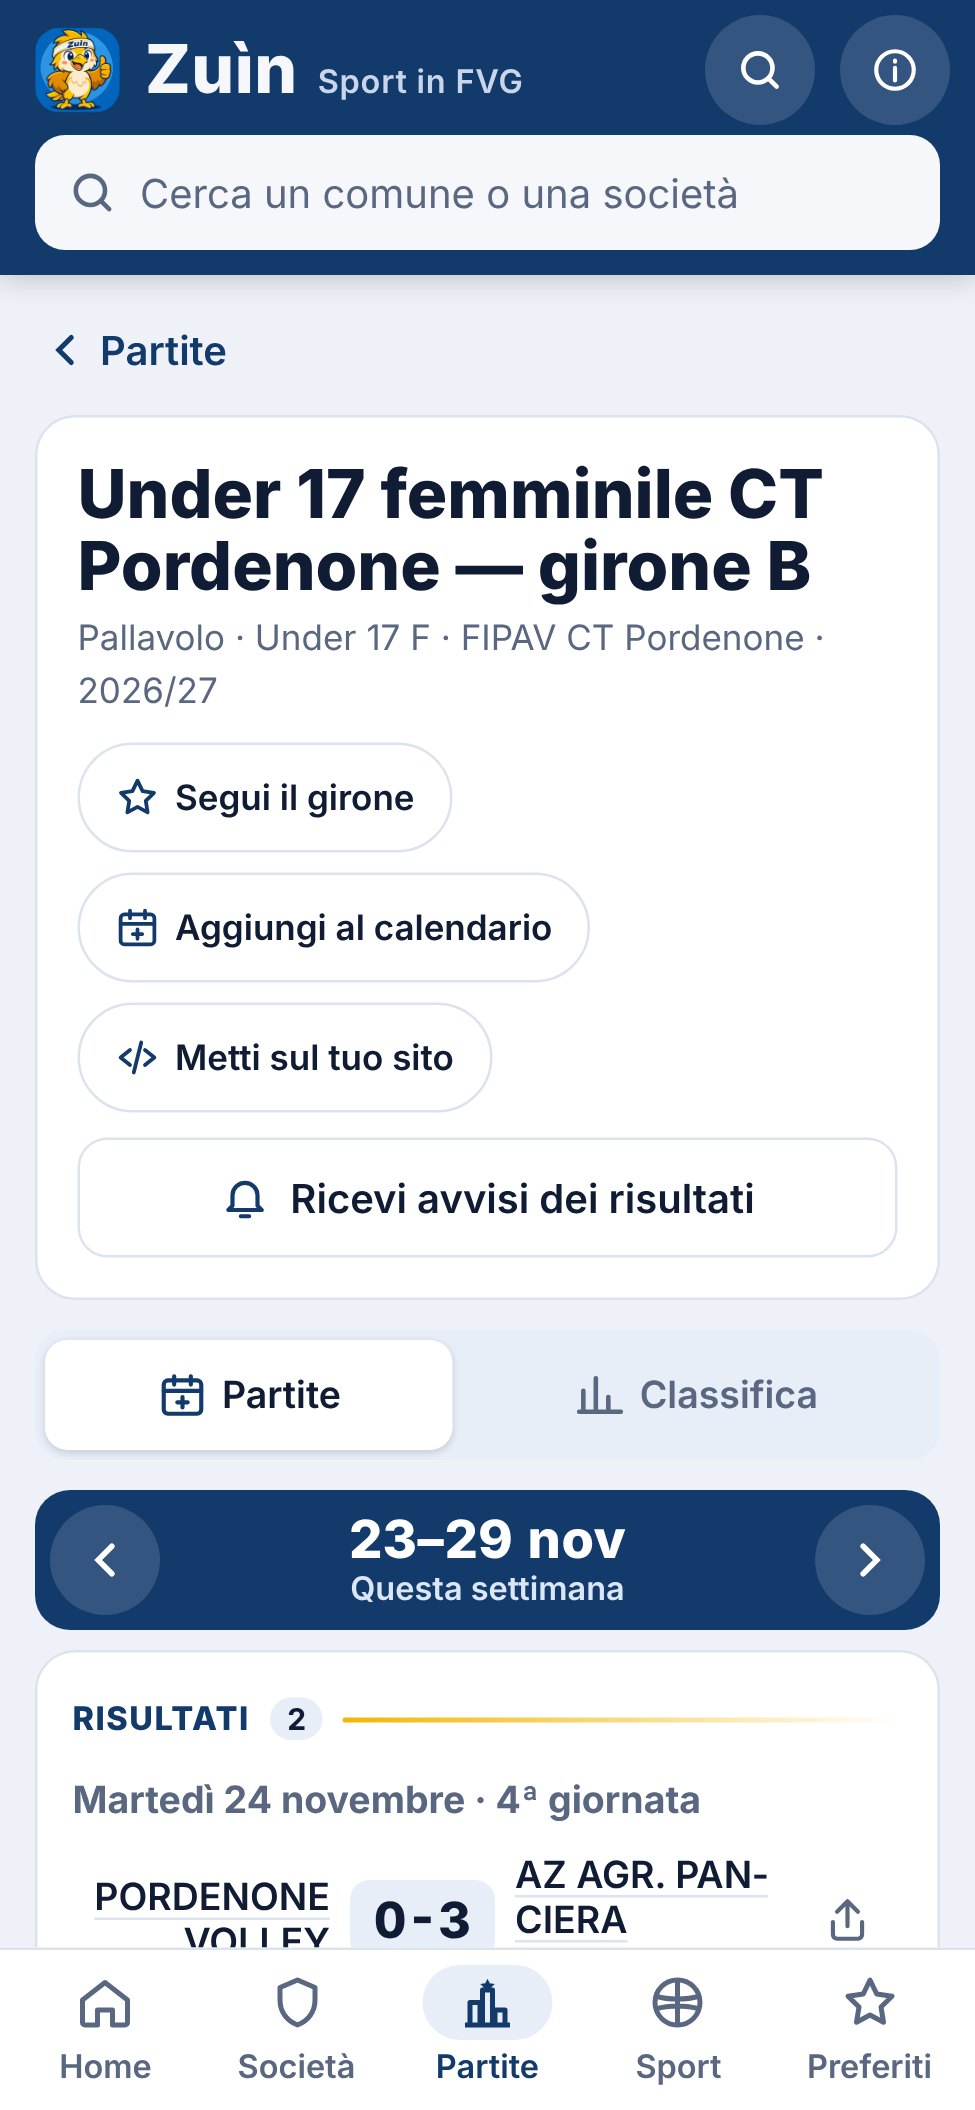 Zuìn
Zuìn Sport in FVG
Cerca un comune o una società
Partite
Under 17 femminile CT
Pordenone — girone B
Pallavolo · Under 17 F · FIPAV CT Pordenone ·
2026/27
Segui il girone
Aggiungi al calendario
Metti sul tuo sito
Ricevi avvisi dei risultati
Partite
Classifica
23–29 nov
Questa settimana
RISULTATI 2
Martedì 24 novembre · 4ª giornata
PORDENONE
VOLLEY
0-3
AZ AGR. PAN-
CIERA
Home
Società
Partite
Sport
Preferiti